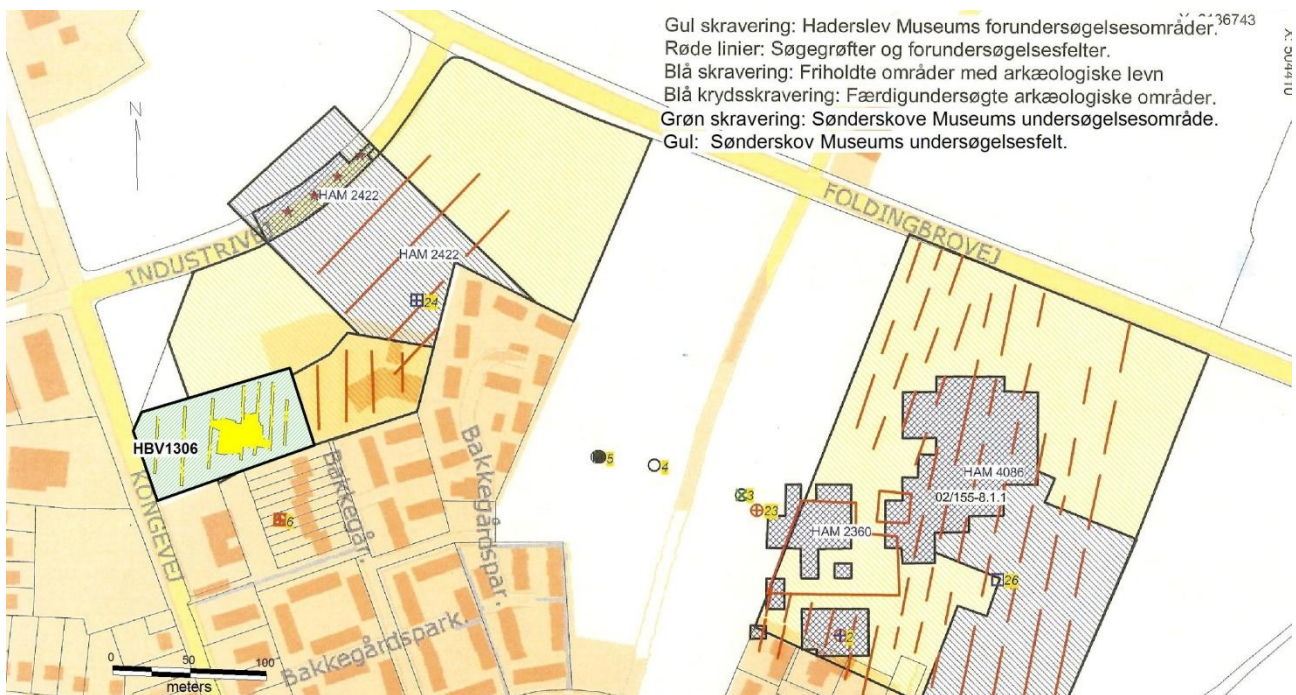 Gul skravering: Haderslev Museums forundersøgelsesområder.
Røde linier: Søgegrøfter og forundersøgelsesfelter.
Blå skravering: Friholdte områder med arkæologiske levn
Blå krydsskravering: Færdigundersøgte arkæologiske områder.
Grøn skravering: Sønderskove Museums undersøgelsesområde.
Gul: Sønderskov Museums undersøgelsesfelt.
X: 504410
N
HAM 2422
FOLDINGBROVEJ
INDUSTRIVEJ
HAM 2422
24
HBV1306
KONGEVEJ
6
Bakkegår.
Bakkegårdspar.
5
4
3
23
HAM 4086
02/155-8.1.1
HAM 2360
26
2
Bakkegårdspark.
0 50 100
meters